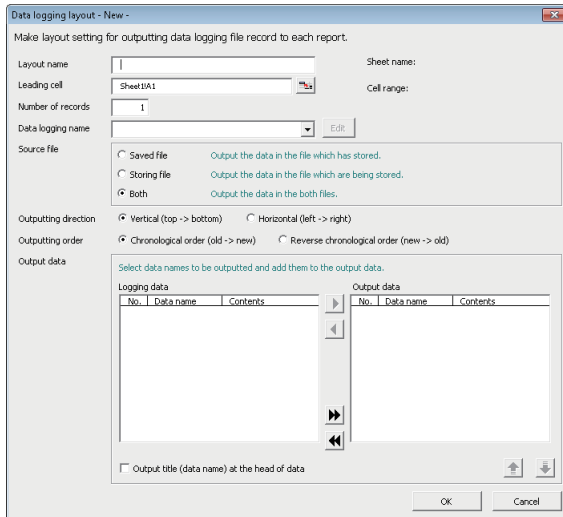 Data logging layout - New -
Make layout setting for outputting data logging file record to each report.
Layout name
Sheet name:
Leading cell Sheet1!A1
Cell range:
Number of records 1
Data logging name Edit
Source file
Saved file Output the data in the file which has stored.
Storing file Output the data in the file which are being stored.
Both Output the data in the both files.
Outputting direction Vertical (top -> bottom) Horizontal (left -> right)
Outputting order Chronological order (old -> new) Reverse chronological order (new -> old)
Output data
Select data names to be outputted and add them to the output data.
Logging data Output data
No. Data name Contents No. Data name Contents
Output title (data name) at the head of data
OK Cancel